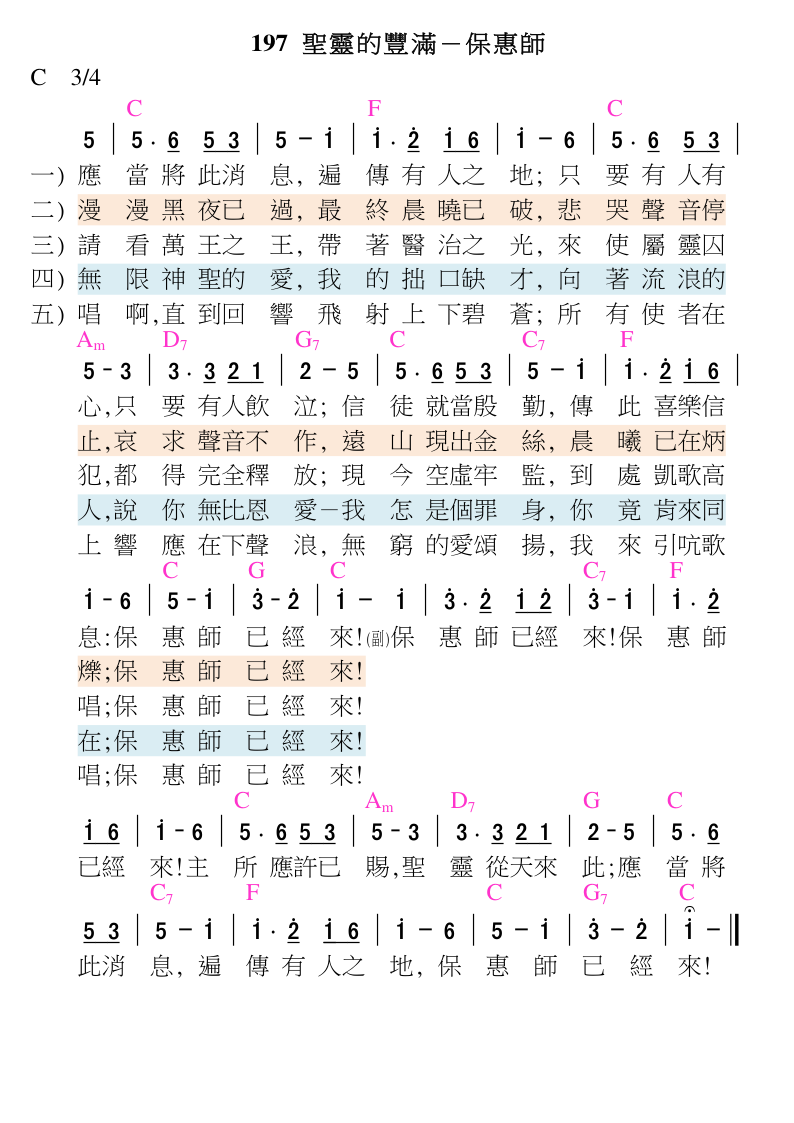 197 聖靈的豐滿－保惠師
C 3/4
C F C
5 | 5 . 6 5 3 | 5 − i | i . 2̇ i 6 | i − 6 | 5 . 6 5 3 |
一) 應 當 將 此消 息, 遍 傳 有 人之 地; 只 要 有 人有
二) 漫 漫 黑 夜已 過, 最 終 晨 曉已 破, 悲 哭 聲 音停
三) 請 看 萬 王之 王, 帶 著 醫 治之 光, 來 使 屬 靈囚
四) 無 限 神 聖的 愛, 我 的 拙 口缺 才, 向 著 流 浪的
五) 唱 啊,直 到回 響 飛 射 上 下碧 蒼; 所 有 使 者在
Am D7 G7 C C7 F
5 - 3 | 3 . 3 2 1 | 2 − 5 | 5 . 6 5 3 | 5 − i | i . 2̇ i 6 |
心,只 要 有人飲 泣; 信 徒 就當殷 勤, 傳 此 喜樂信
止,哀 求 聲音不 作, 遠 山 現出金 絲, 晨 曦 已在炳
犯,都 得 完全釋 放; 現 今 空虛牢 監, 到 處 凱歌高
人,說 你 無比恩 愛－我 怎 是個罪 身, 你 竟 肯來同
上 響 應 在下聲 浪, 無 窮 的愛頌 揚, 我 來 引吭歌
C G C C7 F
i - 6 | 5 - i | 3̇ - 2̇ | i − i | 3̇ . 2̇ i 2̇ | 3̇ - i | i . 2̇
息:保 惠 師 已 經 來!(副)保 惠 師 已經 來!保 惠 師
爍;保 惠 師 已 經 來!
唱;保 惠 師 已 經 來!
在;保 惠 師 已 經 來!
唱;保 惠 師 已 經 來!
C Am D7 G C
i 6 | i - 6 | 5 . 6 5 3 | 5 - 3 | 3 . 3 2 1 | 2 - 5 | 5 . 6
已經 來!主 所 應許已 賜,聖 靈 從天來 此;應 當 將
C7 F C G7 C
5 3 | 5 − i | i . 2̇ i 6 | i − 6 | 5 − i | 3̇ − 2̇ | i − ‖
此消 息, 遍 傳 有 人之 地, 保 惠 師 已 經 來!